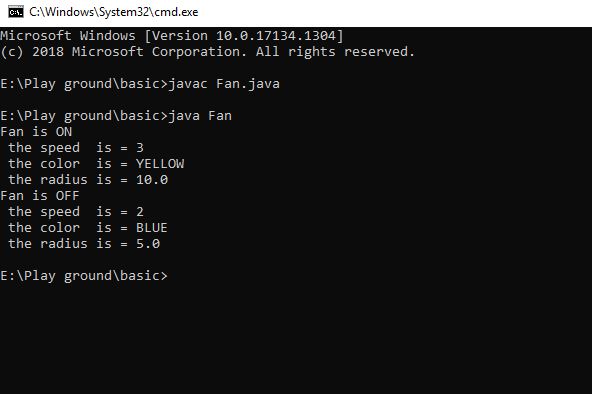 C:\Windows\System32\cmd.exe
Microsoft Windows [Version 10.0.17134.1304]
(c) 2018 Microsoft Corporation. All rights reserved.
E:\Play ground\basic>javac Fan.java
E:\Play ground\basic>java Fan
Fan is ON
 the speed  is = 3
 the color  is = YELLOW
 the radius is = 10.0
Fan is OFF
 the speed  is = 2
 the color  is = BLUE
 the radius is = 5.0
E:\Play ground\basic>